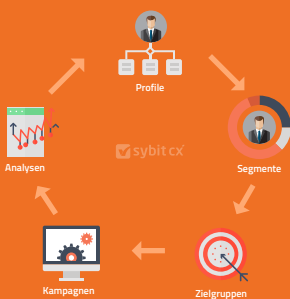 Profile
sybit cx
Analysen
Segmente
Kampagnen
Zielgruppen